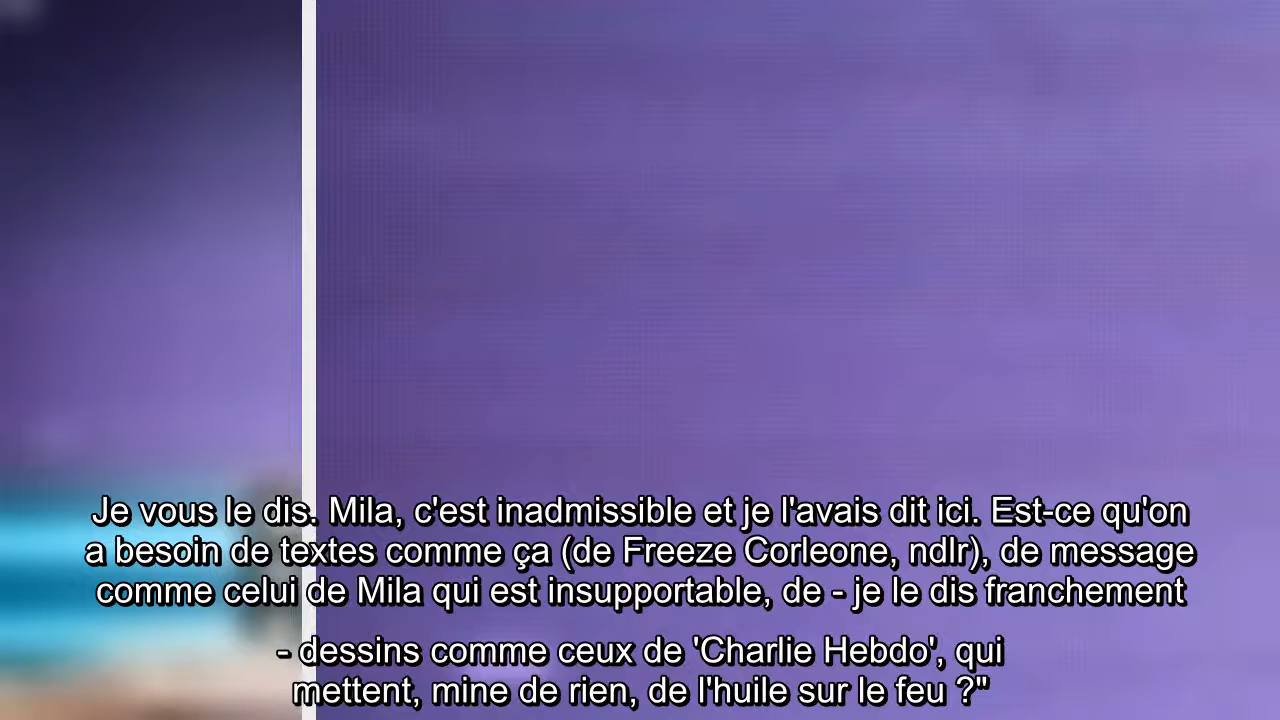 Je vous le dis. Mila, c'est inadmissible et je l'avais dit ici. Est-ce qu'on
a besoin de textes comme ça (de Freeze Corleone, ndlr), de message
comme celui de Mila qui est insupportable, de - je le dis franchement
- dessins comme ceux de 'Charlie Hebdo', qui
mettent, mine de rien, de l'huile sur le feu ?"